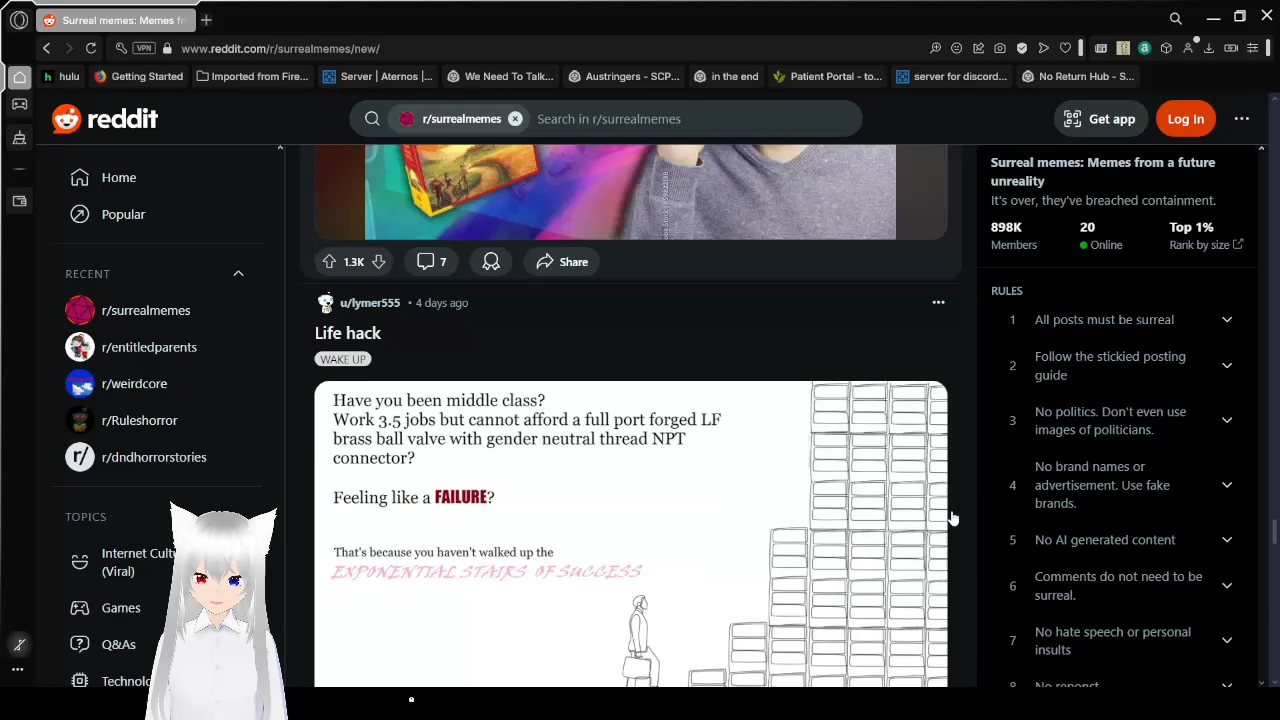 Surreal memes: Memes fr
VPN
www.reddit.com/r/surrealmemes/new/
hulu
Getting Started
Imported from Fire...
Server | Aternos |...
We Need To Talk...
Austringers - SCP...
in the end
Patient Portal - to...
server for discord...
No Return Hub - S...
reddit
r/surrealmemes
Search in r/surrealmemes
Get app
Log In
Home
Popular
RECENT
r/surrealmemes
r/entitledparents
r/weirdcore
r/Ruleshorror
r/dndhorrorstories
TOPICS
Internet Cult
(Viral)
Games
Q&As
Technolo
1.3K
7
Share
u/lymer555 • 4 days ago
Life hack
WAKE UP
Have you been middle class?
Work 3.5 jobs but cannot afford a full port forged LF
brass ball valve with gender neutral thread NPT
connector?
Feeling like a FAILURE?
That's because you haven't walked up the
EXPONENTIAL STAIRS OF SUCCESS
Surreal memes: Memes from a future
unreality
It's over, they've breached containment.
898K
20
Top 1%
Members
Online
Rank by size
RULES
1 All posts must be surreal
2 Follow the stickied posting
guide
3 No politics. Don't even use
images of politicians.
4 No brand names or
advertisement. Use fake
brands.
5 No AI generated content
6 Comments do not need to be
surreal.
7 No hate speech or personal
insults